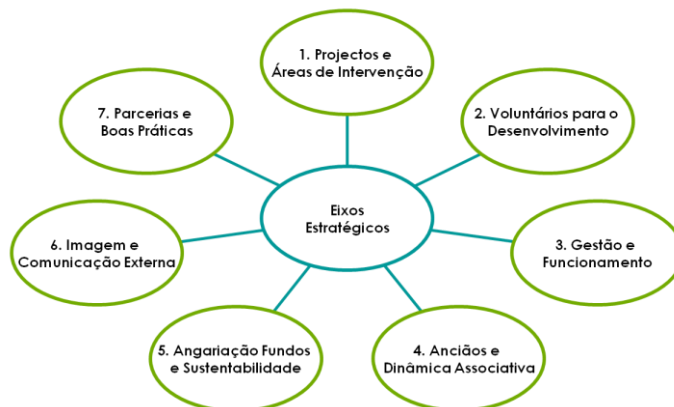 1. Projectos e
Áreas de Intervenção
2. Voluntários para o
Desenvolvimento
3. Gestão e
Funcionamento
4. Anciãos e
Dinâmica Associativa
5. Angariação Fundos
e Sustentabilidade
6. Imagem e
Comunicação Externa
7. Parcerias e
Boas Práticas
Eixos
Estratégicos